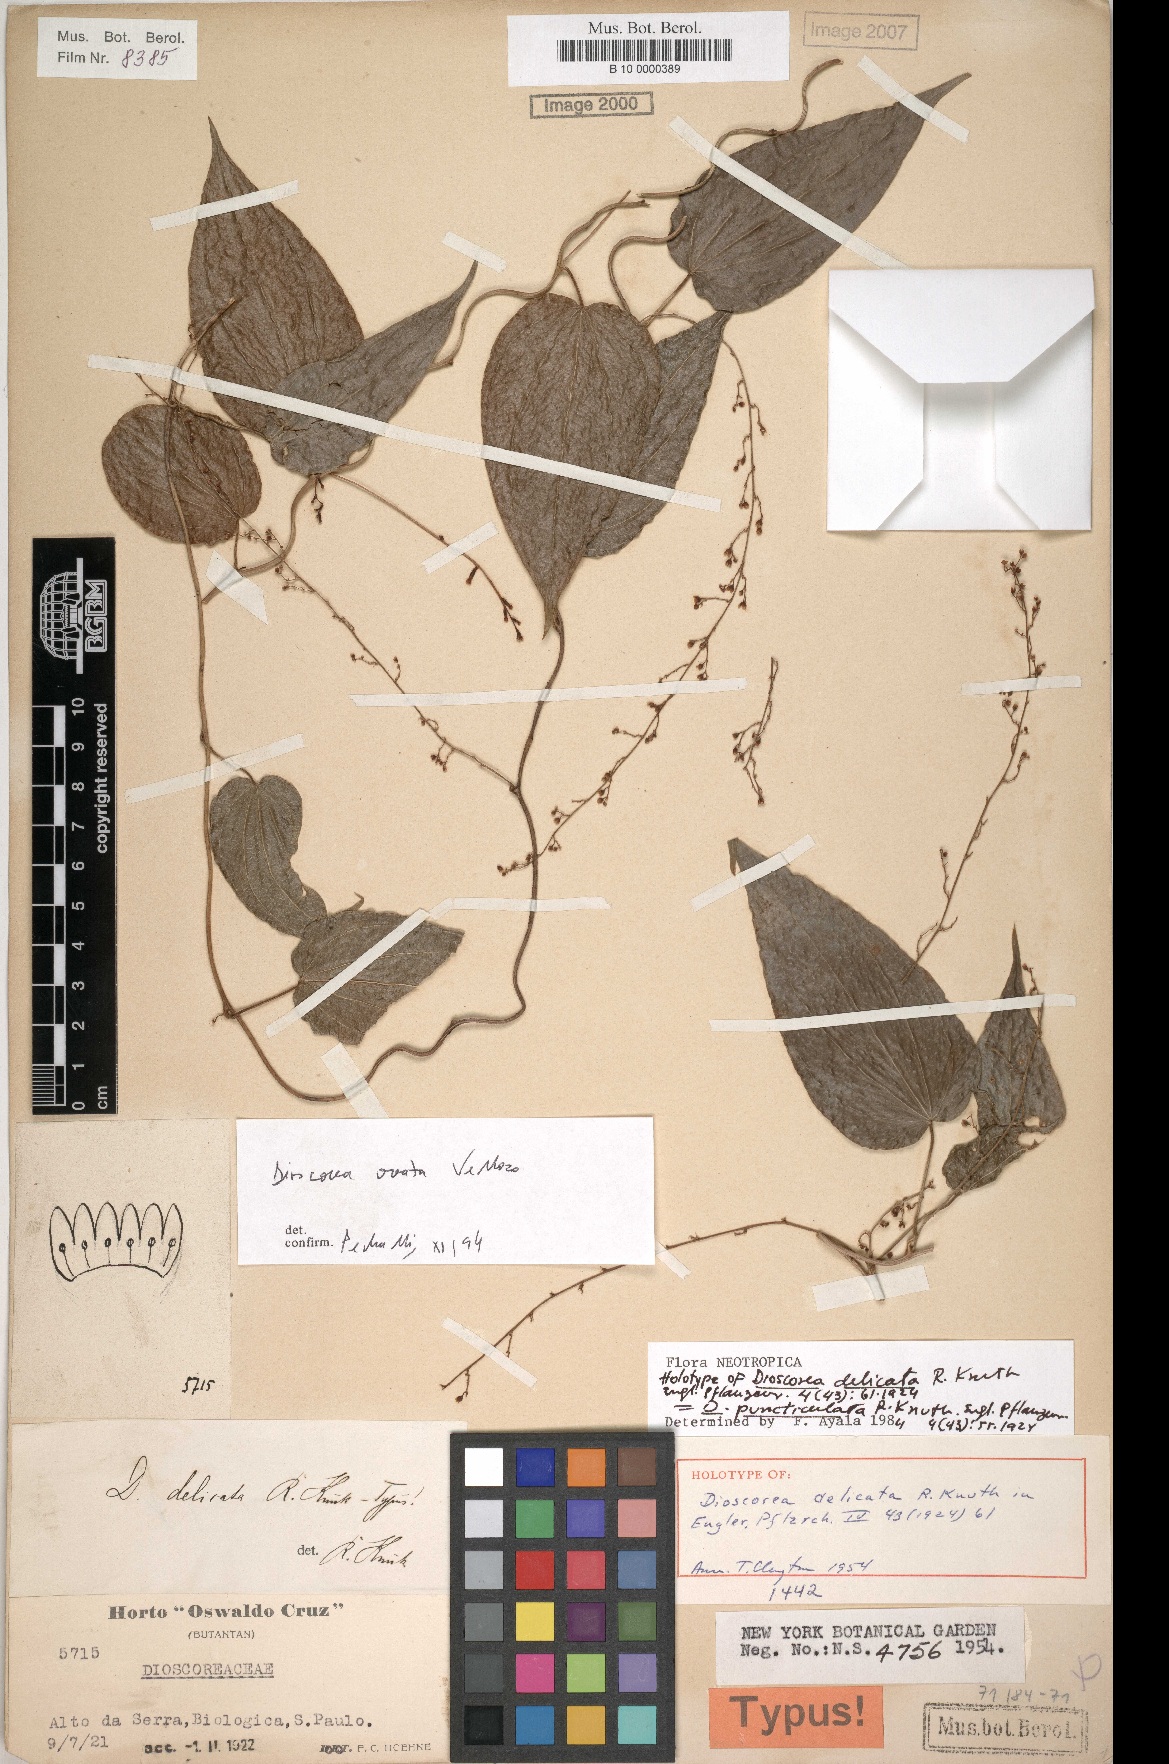 Mus. Bot. Berol.
Film Nr. 8385
Mus. Bot. Berol.
B 10 0000389
Image 2007
Image 2000
BGBM
10
9
8
7
6
5
4
3
2
1
0
cm
copyright reserved
Dioscorea ovata Vellozo
det.
confirm. XI/94
5715
Flora NEOTROPICA
Holotype of Dioscorea delicata R. Knuth
Engl. Pflanzenr. 4(43): 61. 1924
= D. puncticulata R. Knuth. Engl. Pflanzenr
Determined by F. Ayala 1984 4(43): 55. 1924
D. delicata R. Knuth - Typus!
det. R. Knuth
HOLOTYPE OF:
Dioscorea delicata R. Knuth in
Engler, Pflzrch. IV 43 (1924) 61
T. Clayton 1954
1442
Horto "Oswaldo Cruz"
(BUTANTAN)
5715
DIOSCOREACEAE
Alto da Serra, Biologica, S. Paulo.
9/7/21 acc. -1. II. 1922 F. C. HOEHNE
NEW YORK BOTANICAL GARDEN
Neg. No.: N.S. 4756 1954.
71 184-71
Typus!
Mus. bot. Berol.